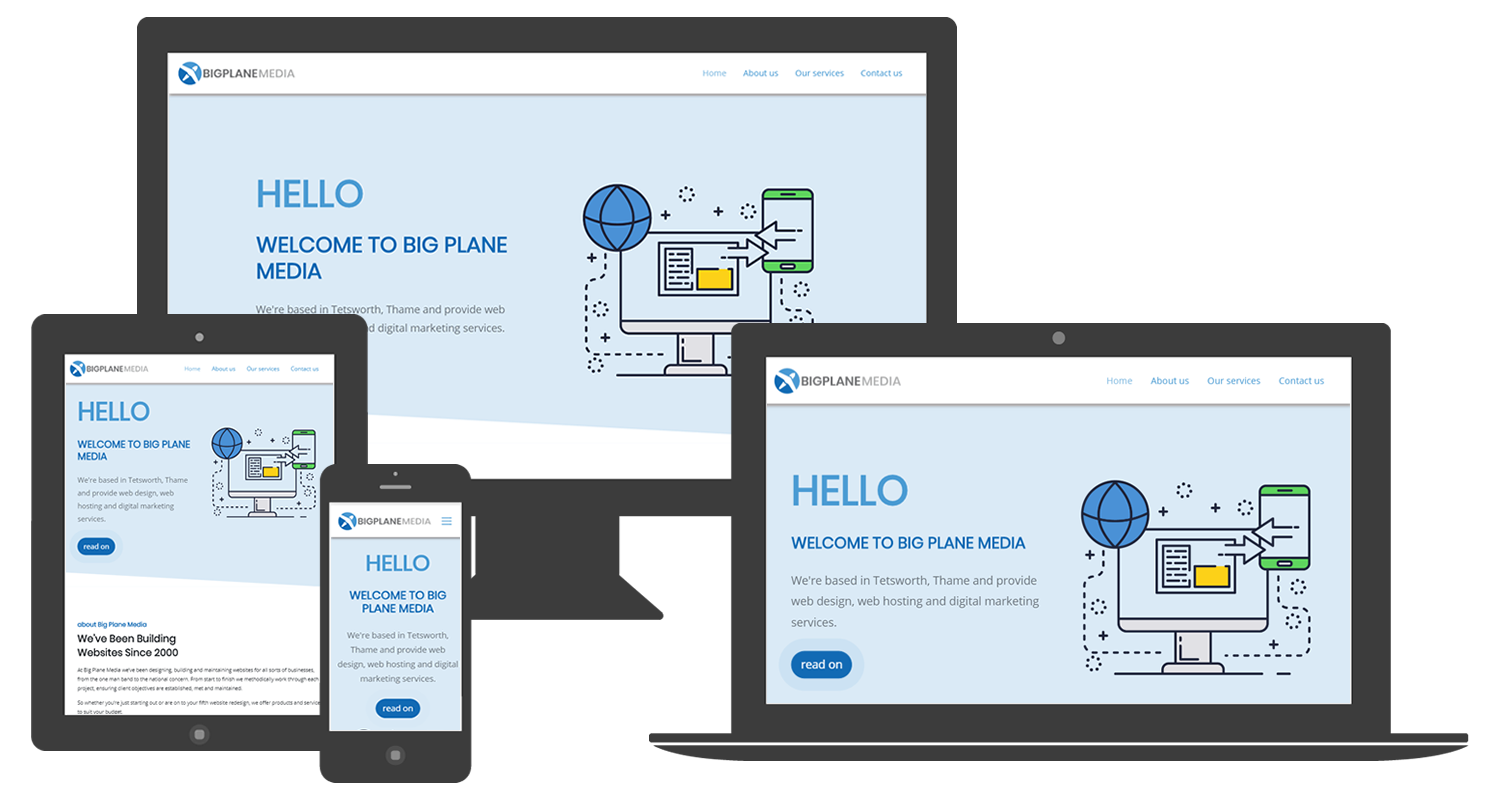 BIGPLANEMEDIA
Home About us Our services Contact us
HELLO
WELCOME TO BIG PLANE
MEDIA
We're based in Tetsworth, Thame and provide web
d digital marketing services.
BIGPLANEMEDIA
Home About us Our services Contact us
HELLO
WELCOME TO BIG PLANE
MEDIA
We're based in Tetsworth, Thame
and provide web design, web
hosting and digital marketing
services.
read on
about Big Plane Media
We've Been Building
Websites Since 2000
At Big Plane Media we've been designing, building and maintaining websites for all sorts of businesses,
from the one man band to the national concern. From start to finish we methodically work through each
project, ensuring client objectives are established, met and maintained.
So whether you're just starting out or are on to your fifth website redesign, we offer products and service
to suit your budget.
BIGPLANEMEDIA
HELLO
WELCOME TO BIG
PLANE MEDIA
We're based in Tetsworth,
Thame and provide web
design, web hosting and digital
marketing services.
read on
BIGPLANEMEDIA
Home About us Our services Contact us
HELLO
WELCOME TO BIG PLANE MEDIA
We're based in Tetsworth, Thame and provide
web design, web hosting and digital marketing
services.
read on